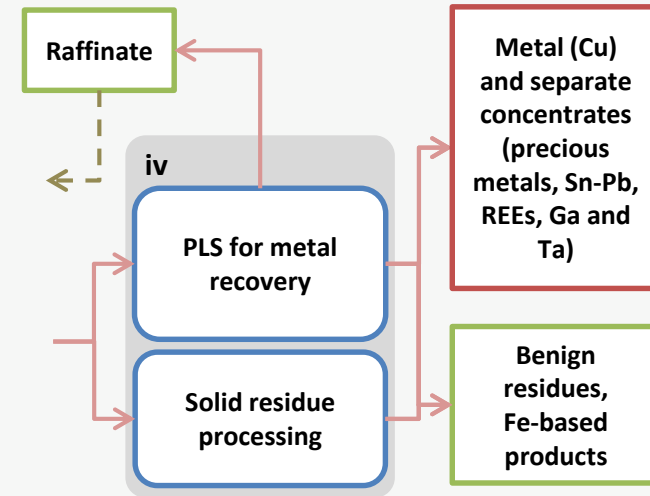 Raffinate
iv
PLS for metal
recovery
Solid residue
processing
Metal (Cu)
and separate
concentrates
(precious
metals, Sn-Pb,
REEs, Ga and
Ta)
Benign
residues,
Fe-based
products